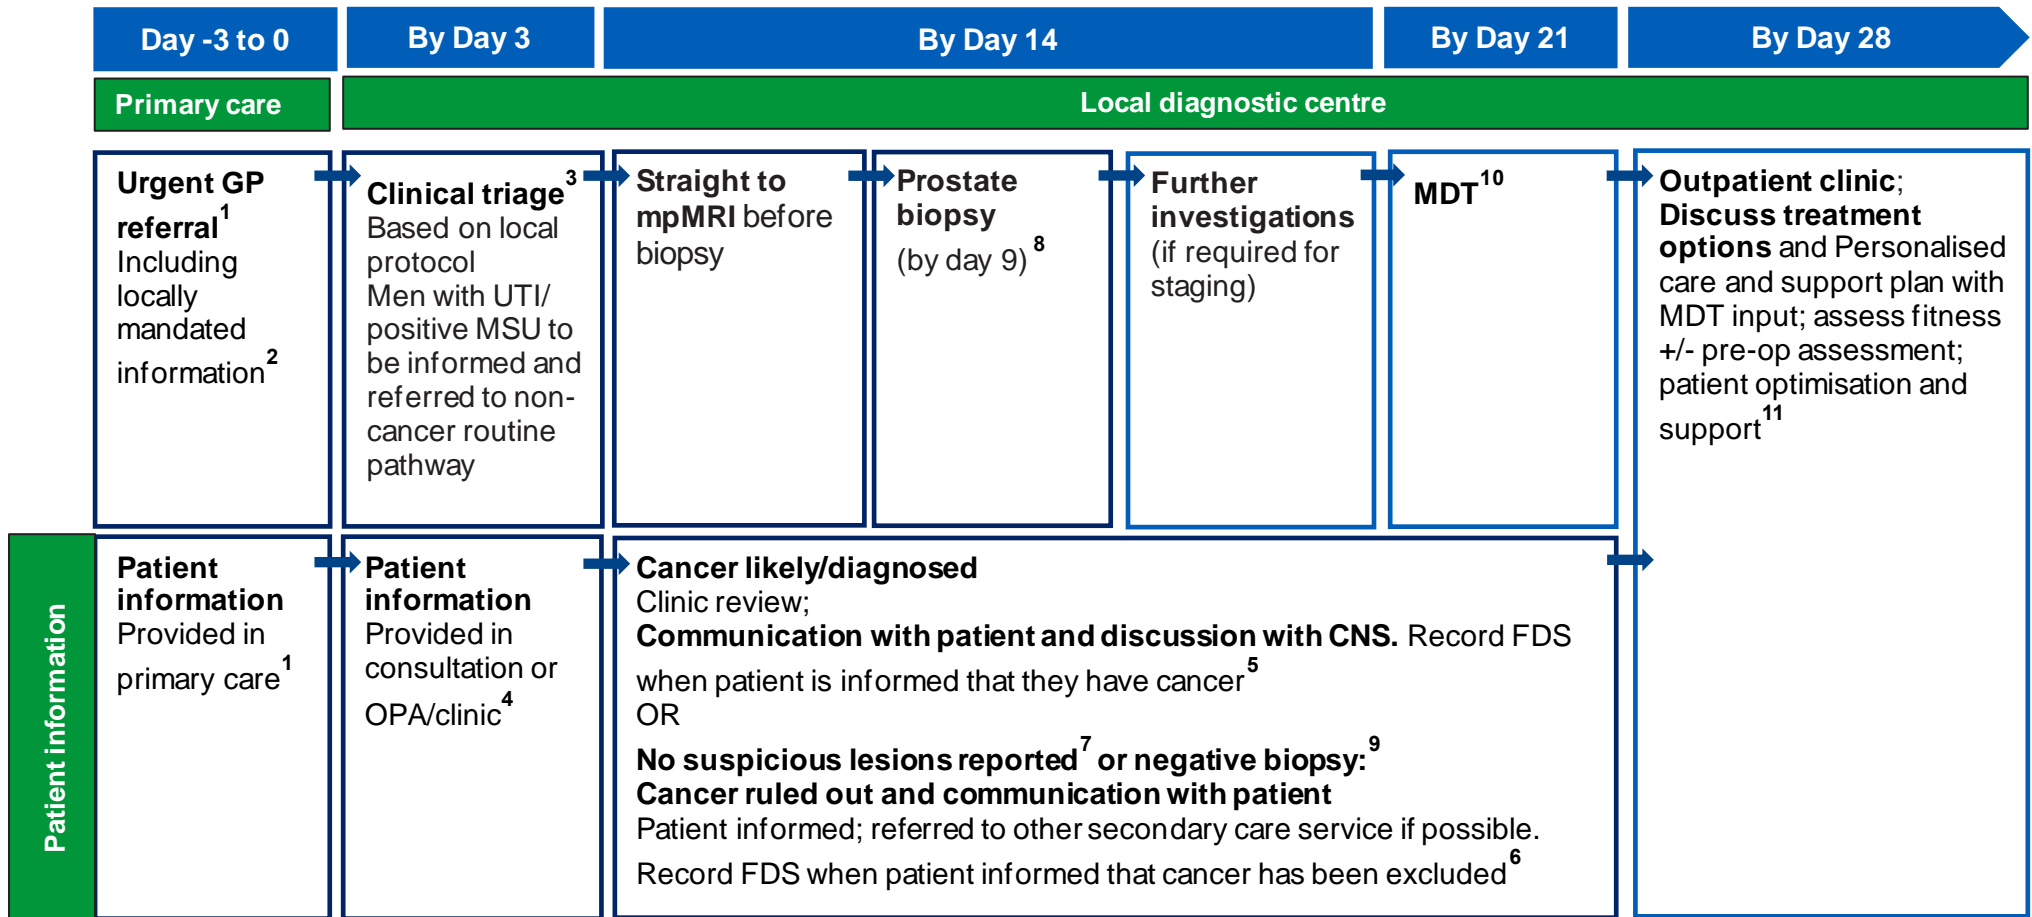 Day -3 to 0
By Day 3
By Day 14
By Day 21
By Day 28
Primary care
Local diagnostic centre
Urgent GP
referral1
Including
locally
mandated
information2
Clinical triage3
Based on local
protocol
Men with UTI/
positive MSU to
be informed and
referred to non-
cancer routine
pathway
Straight to
mpMRI before
biopsy
Prostate
biopsy
(by day 9) 8
Further
investigations
(if required for
staging)
MDT10
Outpatient clinic;
Discuss treatment
options and Personalised
care and support plan with
MDT input; assess fitness
+/- pre-op assessment;
patient optimisation and
support11
Patient information
Patient
information
Provided in
primary care1
Patient
information
Provided in
consultation or
OPA/clinic4
Cancer likely/diagnosed
Clinic review;
Communication with patient and discussion with CNS. Record FDS
when patient is informed that they have cancer5
OR
No suspicious lesions reported7 or negative biopsy:9
Cancer ruled out and communication with patient
Patient informed; referred to other secondary care service if possible.
Record FDS when patient informed that cancer has been excluded6